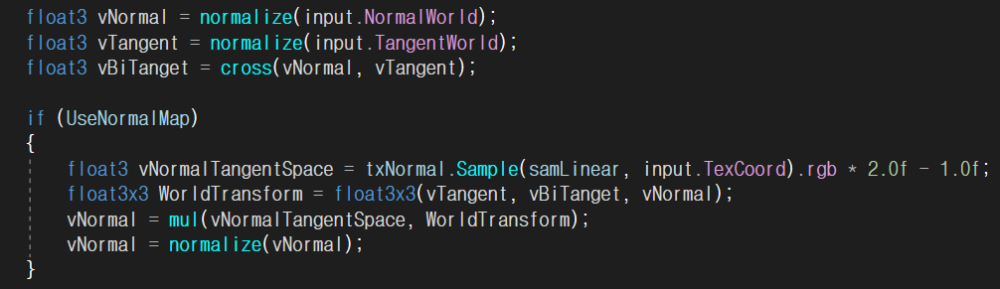 float3 vNormal = normalize(input.NormalWorld);
float3 vTangent = normalize(input.TangentWorld);
float3 vBiTanget = cross(vNormal, vTangent);
if (UseNormalMap)
{
float3 vNormalTangentSpace = txNormal.Sample(samLinear, input.TexCoord).rgb * 2.0f - 1.0f;
float3x3 WorldTransform = float3x3(vTangent, vBiTanget, vNormal);
vNormal = mul(vNormalTangentSpace, WorldTransform);
vNormal = normalize(vNormal);
}